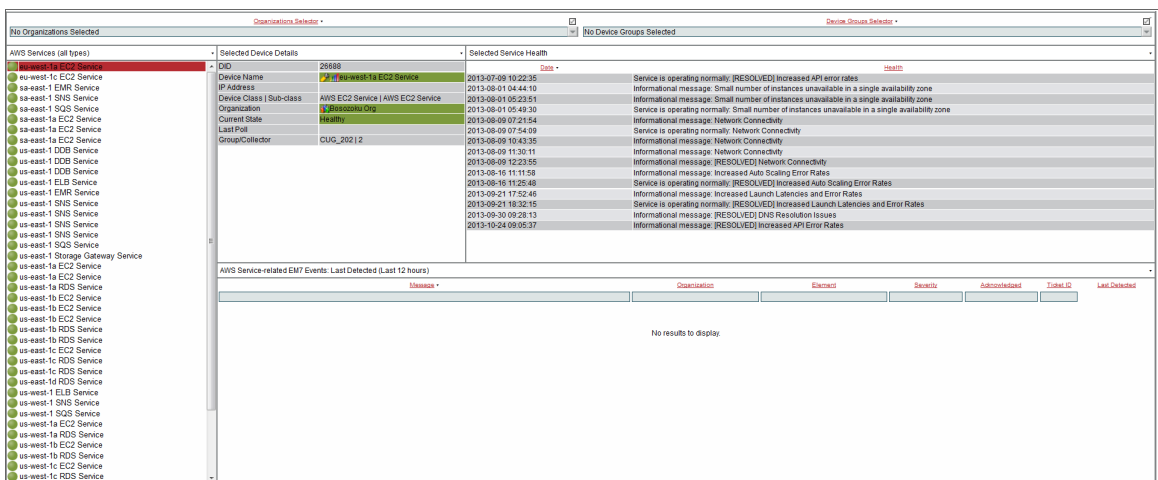 Organizations Selector
Device Groups Selector
No Organizations Selected
No Device Groups Selected
AWS Services (all types)
eu-west-1a EC2 Service
eu-west-1c EC2 Service
sa-east-1 EMR Service
sa-east-1 SNS Service
sa-east-1 SQS Service
sa-east-1a EC2 Service
sa-east-1a EC2 Service
sa-east-1a EC2 Service
us-east-1 DDB Service
us-east-1 DDB Service
us-east-1 DDB Service
us-east-1 ELB Service
us-east-1 EMR Service
us-east-1 SNS Service
us-east-1 SNS Service
us-east-1 SNS Service
us-east-1 SNS Service
us-east-1 SQS Service
us-east-1 Storage Gateway Service
us-east-1a EC2 Service
us-east-1a EC2 Service
us-east-1a RDS Service
us-east-1b EC2 Service
us-east-1b EC2 Service
us-east-1b EC2 Service
us-east-1b RDS Service
us-east-1b RDS Service
us-east-1c EC2 Service
us-east-1c RDS Service
us-east-1c RDS Service
us-east-1d RDS Service
us-west-1 ELB Service
us-west-1 SNS Service
us-west-1 SQS Service
us-west-1a EC2 Service
us-west-1a RDS Service
us-west-1b EC2 Service
us-west-1b RDS Service
us-west-1c EC2 Service
us-west-1c RDS Service
Selected Device Details
DID 26688
Device Name eu-west-1a EC2 Service
IP Address
Device Class | Sub-class AWS EC2 Service | AWS EC2 Service
Organization Bosozoku Org
Current State Healthy
Last Poll
Group/Collector CUG_202 | 2
Selected Service Health
Date Health
2013-07-09 10:22:35 Service is operating normally: [RESOLVED] Increased API error rates
2013-08-01 04:44:10 Informational message: Small number of instances unavailable in a single availability zone
2013-08-01 05:23:51 Informational message: Small number of instances unavailable in a single availability zone
2013-08-01 05:49:30 Service is operating normally: Small number of instances unavailable in a single availability zone
2013-08-09 07:21:54 Informational message: Network Connectivity
2013-08-09 07:54:09 Service is operating normally: Network Connectivity
2013-08-09 10:43:35 Informational message: Network Connectivity
2013-08-09 11:30:11 Informational message: Network Connectivity
2013-08-09 12:23:55 Informational message: [RESOLVED] Network Connectivity
2013-08-16 11:11:58 Informational message: Increased Auto Scaling Error Rates
2013-08-16 11:25:48 Service is operating normally: [RESOLVED] Increased Auto Scaling Error Rates
2013-09-21 17:52:46 Informational message: Increased Launch Latencies and Error Rates
2013-09-21 18:32:15 Service is operating normally: [RESOLVED] Increased Launch Latencies and Error Rates
2013-09-30 09:28:13 Informational message: [RESOLVED] DNS Resolution Issues
2013-10-24 09:05:37 Informational message: [RESOLVED] Increased API Error Rates
AWS Service-related EM7 Events: Last Detected (Last 12 hours)
Message Organization Element Severity Acknowledged Ticket ID Last Detected
No results to display.